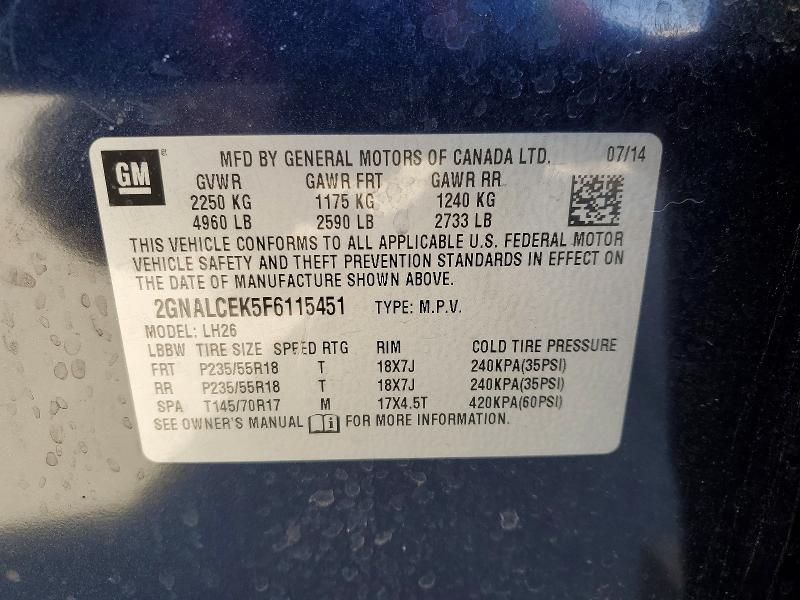 GM MFD BY GENERAL MOTORS OF CANADA LTD. 07/14
GVWR GAWR FRT GAWR RR
2250 KG 1175 KG 1240 KG
4960 LB 2590 LB 2733 LB
THIS VEHICLE CONFORMS TO ALL APPLICABLE U.S. FEDERAL MOTOR
VEHICLE SAFETY AND THEFT PREVENTION STANDARDS IN EFFECT ON
THE DATE OF MANUFACTURE SHOWN ABOVE.
2GNALCEK5F6115451 TYPE: M.P.V.
MODEL: LH26
LBBW TIRE SIZE SPEED RTG RIM COLD TIRE PRESSURE
FRT P235/55R18 T 18X7J 240KPA(35PSI)
RR P235/55R18 T 18X7J 240KPA(35PSI)
SPA T145/70R17 M 17X4.5T 420KPA(60PSI)
SEE OWNER'S MANUAL FOR MORE INFORMATION.